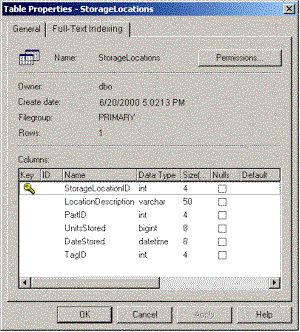 Table Properties - StorageLocations
General Full-Text Indexing
Name: StorageLocations Permissions...
Owner: dbo
Create date: 6/20/2000 5:0213 PM
Filegroup: PRIMARY
Rows: 1
Columns:
Key ID Name Data Type Size(... Nulls Default
StorageLocationID int 4
LocationDescription varchar 50
PartID int 4
UnitsStored bigint 8
DateStored datetime 8
TagID int 4
OK Cancel Apply Help